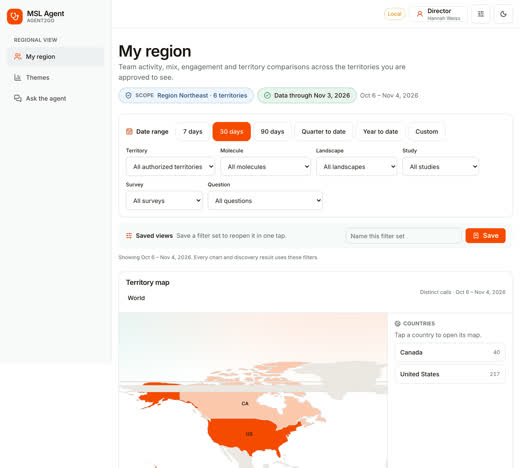 MSL Agent
AGENT2GO
Local
Director
Hannah Weiss
REGIONAL VIEW
My region
Themes
Ask the agent
My region
Team activity, mix, engagement and territory comparisons across the territories you are
approved to see.
SCOPE Region Northeast · 6 territories
Data through Nov 3, 2026
Oct 6 – Nov 4, 2026
Date range
7 days
30 days
90 days
Quarter to date
Year to date
Custom
Territory
Molecule
Landscape
Study
All authorized territories
All molecules
All landscapes
All studies
Survey
Question
All surveys
All questions
Saved views
Save a filter set to reopen it in one tap.
Name this filter set
Save
Showing Oct 6 – Nov 4, 2026. Every chart and discovery result uses these filters.
Territory map
World
Distinct calls · Oct 6 – Nov 4, 2026
COUNTRIES
Tap a country to open its map.
Canada 40
United States 217
CA
US